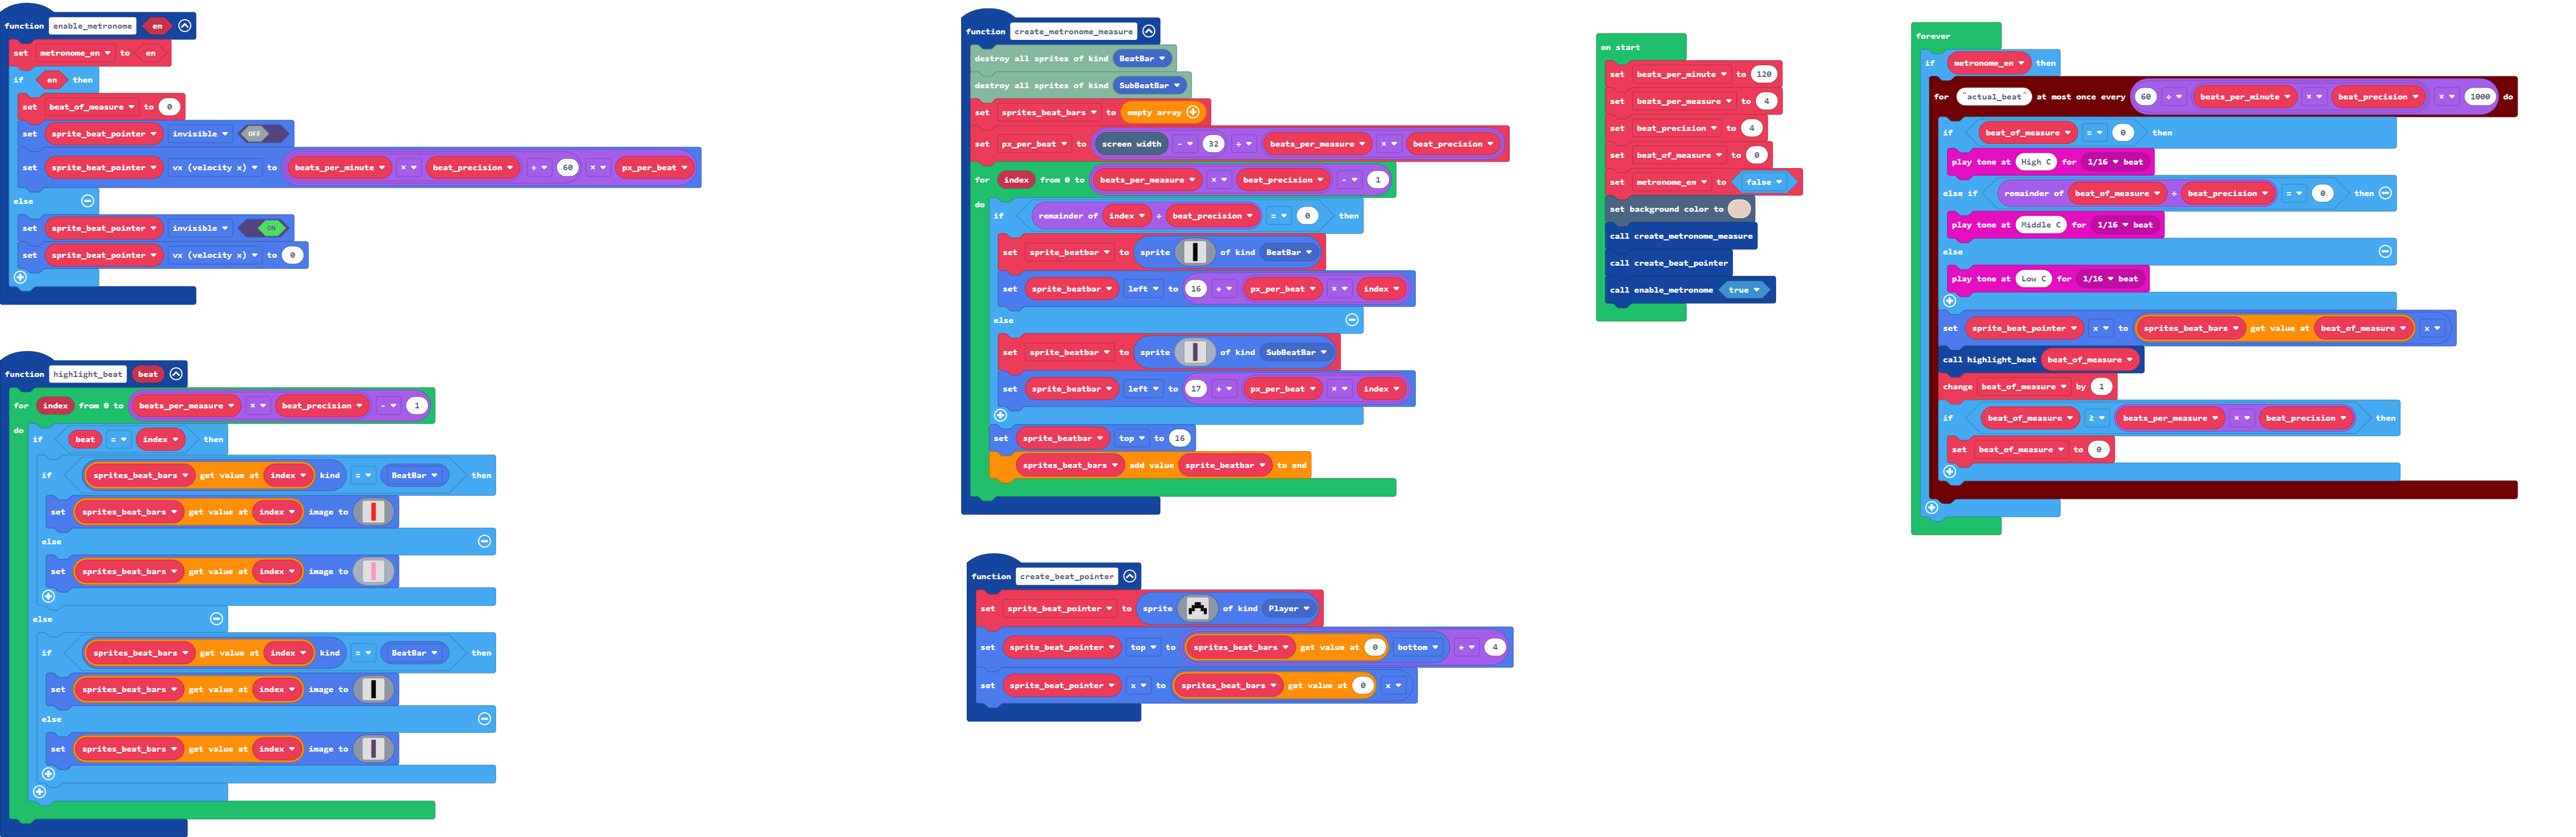 function enable_metronome en
set metronome_en to en
if en then
set beat_of_measure to 0
set sprite_beat_pointer invisible OFF
set sprite_beat_pointer vx (velocity x) to beats_per_minute × beat_precision ÷ 60 × px_per_beat
else
set sprite_beat_pointer invisible ON
set sprite_beat_pointer vx (velocity x) to 0
function highlight_beat beat
for index from 0 to beats_per_measure × beat_precision - 1
do
if beat = index then
if sprites_beat_bars get value at index kind = BeatBar then
set sprites_beat_bars get value at index image to
else
set sprites_beat_bars get value at index image to
else
if sprites_beat_bars get value at index kind = BeatBar then
set sprites_beat_bars get value at index image to
else
set sprites_beat_bars get value at index image to
function create_metronome_measure
destroy all sprites of kind BeatBar
destroy all sprites of kind SubBeatBar
set sprites_beat_bars to empty array
set px_per_beat to screen width - 32 ÷ beats_per_measure × beat_precision
for index from 0 to beats_per_measure × beat_precision - 1
do
if remainder of index ÷ beat_precision = 0 then
set sprite_beatbar to sprite of kind BeatBar
set sprite_beatbar left to 16 + px_per_beat × index
else
set sprite_beatbar to sprite of kind SubBeatBar
set sprite_beatbar left to 17 + px_per_beat × index
set sprite_beatbar top to 16
sprites_beat_bars add value sprite_beatbar to end
function create_beat_pointer
set sprite_beat_pointer to sprite of kind Player
set sprite_beat_pointer top to sprites_beat_bars get value at 0 bottom + 4
set sprite_beat_pointer x to sprites_beat_bars get value at 0 x
on start
set beats_per_minute to 120
set beats_per_measure to 4
set beat_precision to 4
set beat_of_measure to 0
set metronome_en to false
set background color to
call create_metronome_measure
call create_beat_pointer
call enable_metronome true
forever
if metronome_en then
for "actual_beat" at most once every 60 ÷ beats_per_minute × beat_precision × 1000 do
if beat_of_measure = 0 then
play tone at High C for 1/16 beat
else if remainder of beat_of_measure ÷ beat_precision = 0 then
play tone at Middle C for 1/16 beat
else
play tone at Low C for 1/16 beat
set sprite_beat_pointer x to sprites_beat_bars get value at beat_of_measure x
call highlight_beat beat_of_measure
change beat_of_measure by 1
if beat_of_measure ≥ beats_per_measure × beat_precision then
set beat_of_measure to 0